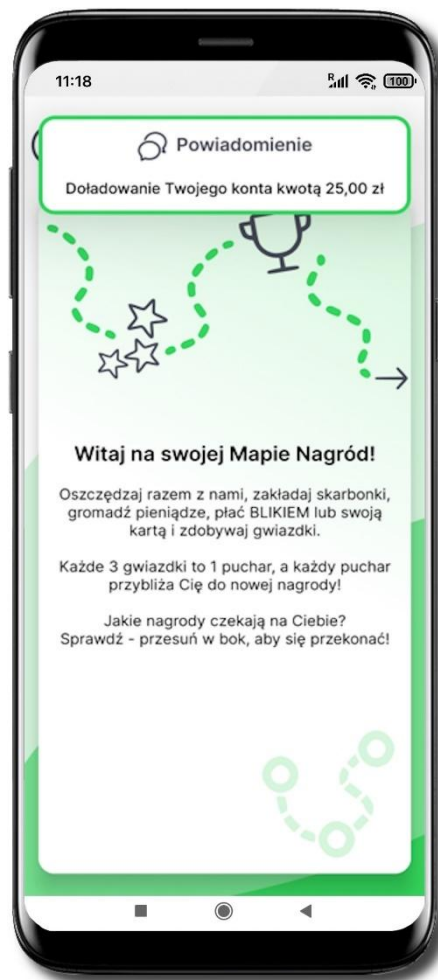 11:18
R
100
Powiadomienie
Doładowanie Twojego konta kwotą 25,00 zł
Witaj na swojej Mapie Nagród!
Oszczędzaj razem z nami, zakładaj skarbonki,
gromadź pieniądze, płać BLIKIEM lub swoją
kartą i zdobywaj gwiazdki.
Każde 3 gwiazdki to 1 puchar, a każdy puchar
przybliża Cię do nowej nagrody!
Jakie nagrody czekają na Ciebie?
Sprawdź - przesuń w bok, aby się przekonać!